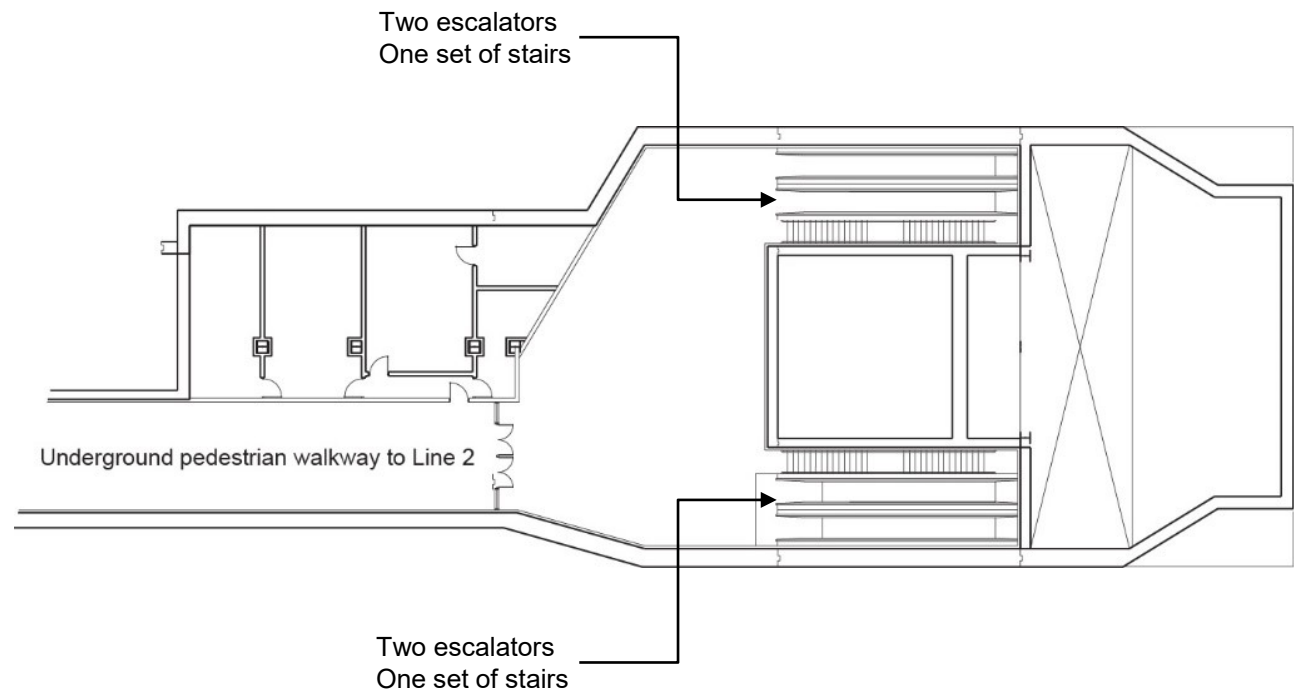 Two escalators
One set of stairs
Underground pedestrian walkway to Line 2
Two escalators
One set of stairs